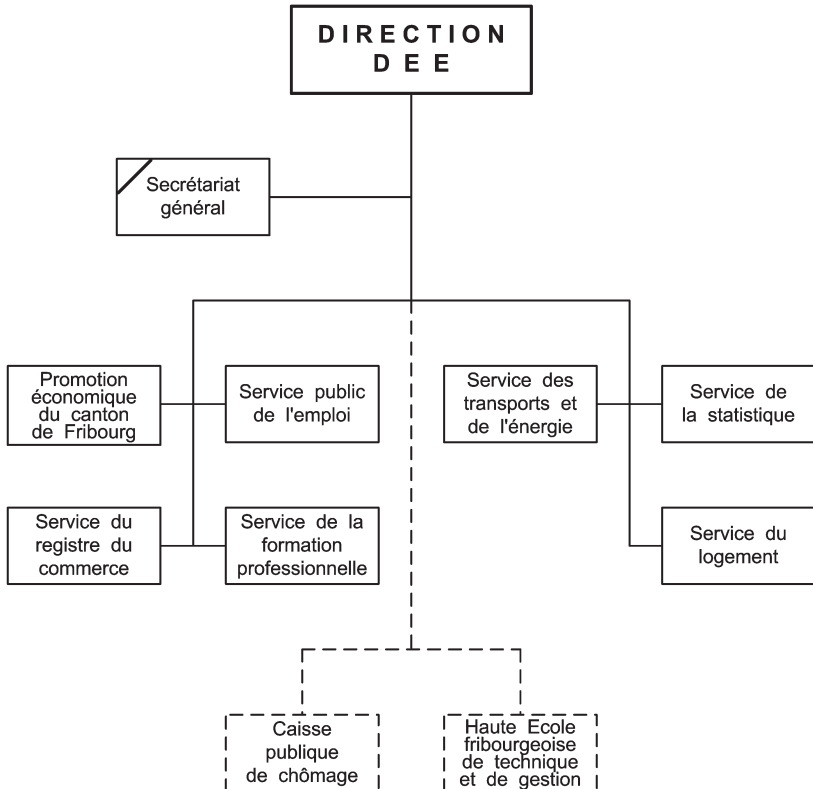 DIRECTION
DEE
Secrétariat
général
Promotion
économique
du canton
de Fribourg
Service public
de l'emploi
Service des
transports et
de l'énergie
Service de
la statistique
Service du
registre du
commerce
Service de la
formation
professionnelle
Service du
logement
Caisse
publique
de chômage
Haute Ecole
fribourgeoise
de technique
et de gestion